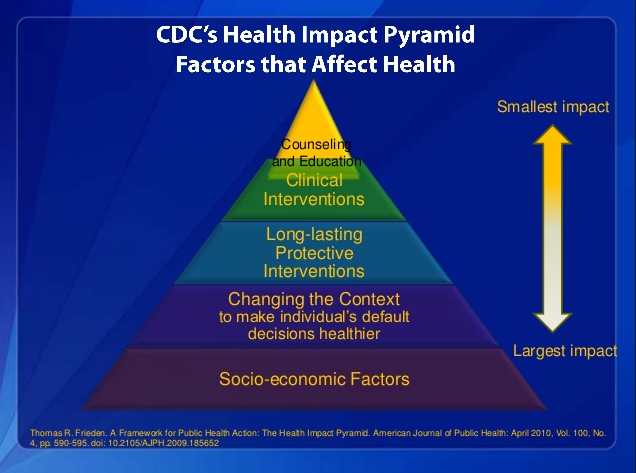 CDC's Health Impact Pyramid
Factors that Affect Health
Smallest impact
Counseling
and Education
Clinical
Interventions
Long-lasting
Protective
Interventions
Changing the Context
to make individual's default
decisions healthier
Largest impact
Socio-economic Factors
Thomas R. Frieden. A Framework for Public Health Action: The Health Impact Pyramid. American Journal of Public Health: April 2010, Vol. 100, No.
4, pp. 590-595. doi: 10.2105/AJPH.2009.185652